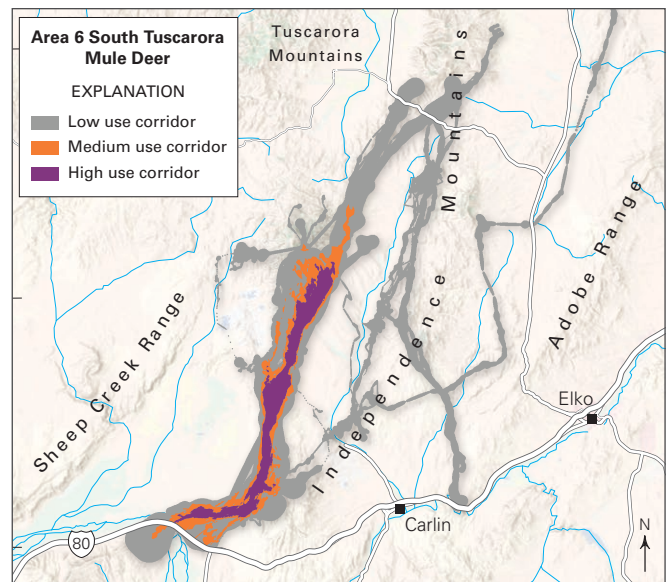 Area 6 South Tuscarora
Mule Deer
EXPLANATION
Low use corridor
Medium use corridor
High use corridor
Tuscarora
Mountains
Independence Mountains
Adobe Range
Sheep Creek Range
Elko
Carlin
80
N